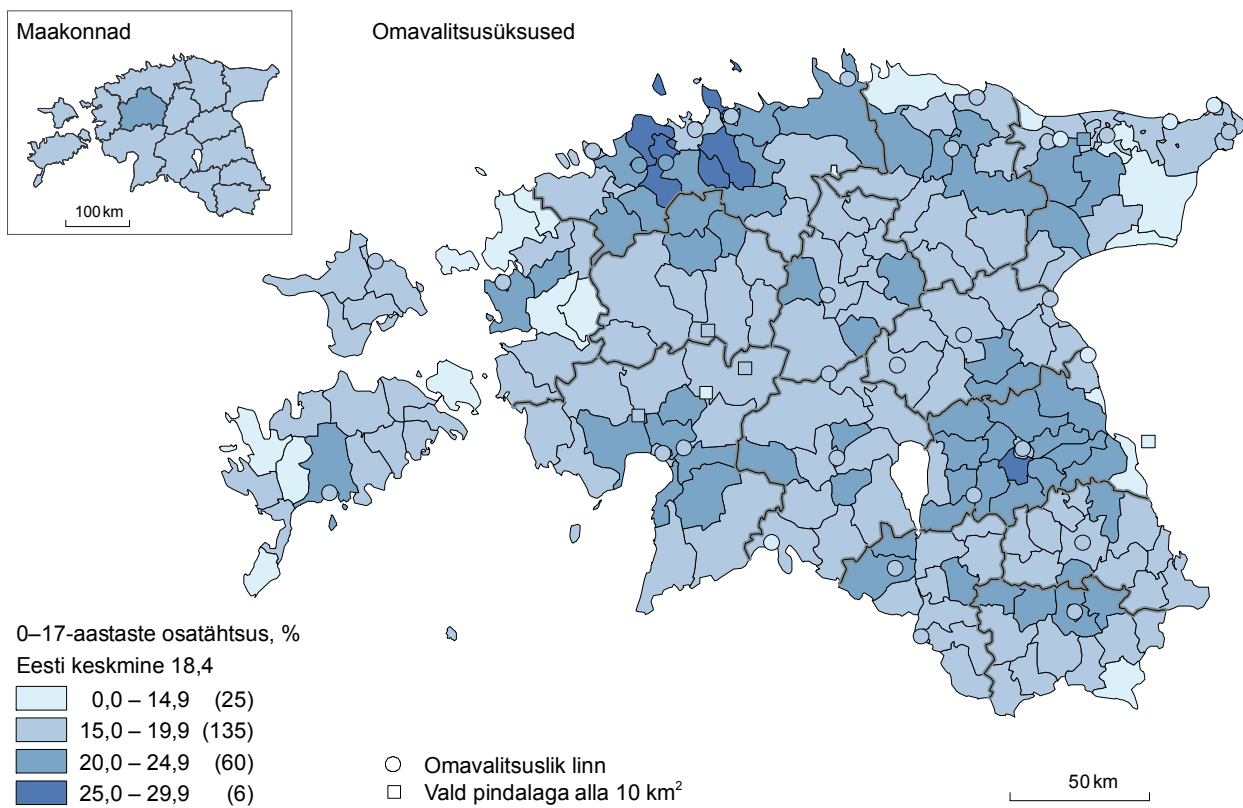 Maakonnad
100 km
Omavalitsusüksused
0–17-aastaste osatähtsus, %
Eesti keskmine 18,4
0,0 – 14,9 (25)
15,0 – 19,9 (135)
20,0 – 24,9 (60)
25,0 – 29,9 (6)
Omavalitsuslik linn
Vald pindalaga alla 10 km²
50 km